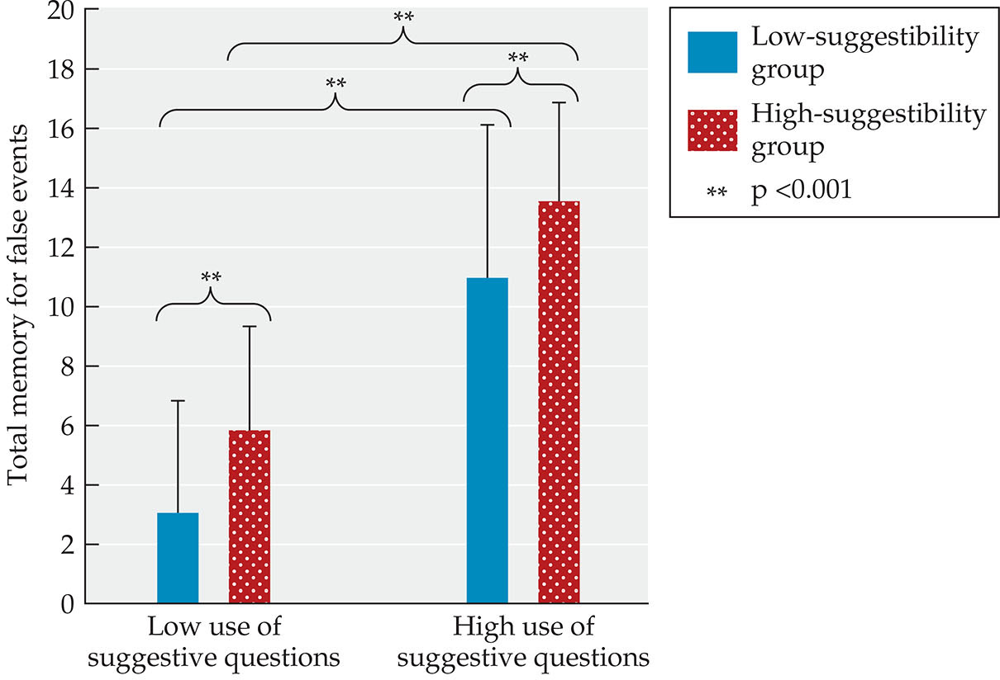 Total memory for false events
20
18
16
14
12
10
8
6
4
2
0
**
**
**
**
**
Low use of
suggestive questions
High use of
suggestive questions
Low-suggestibility
group
High-suggestibility
group
** p <0.001